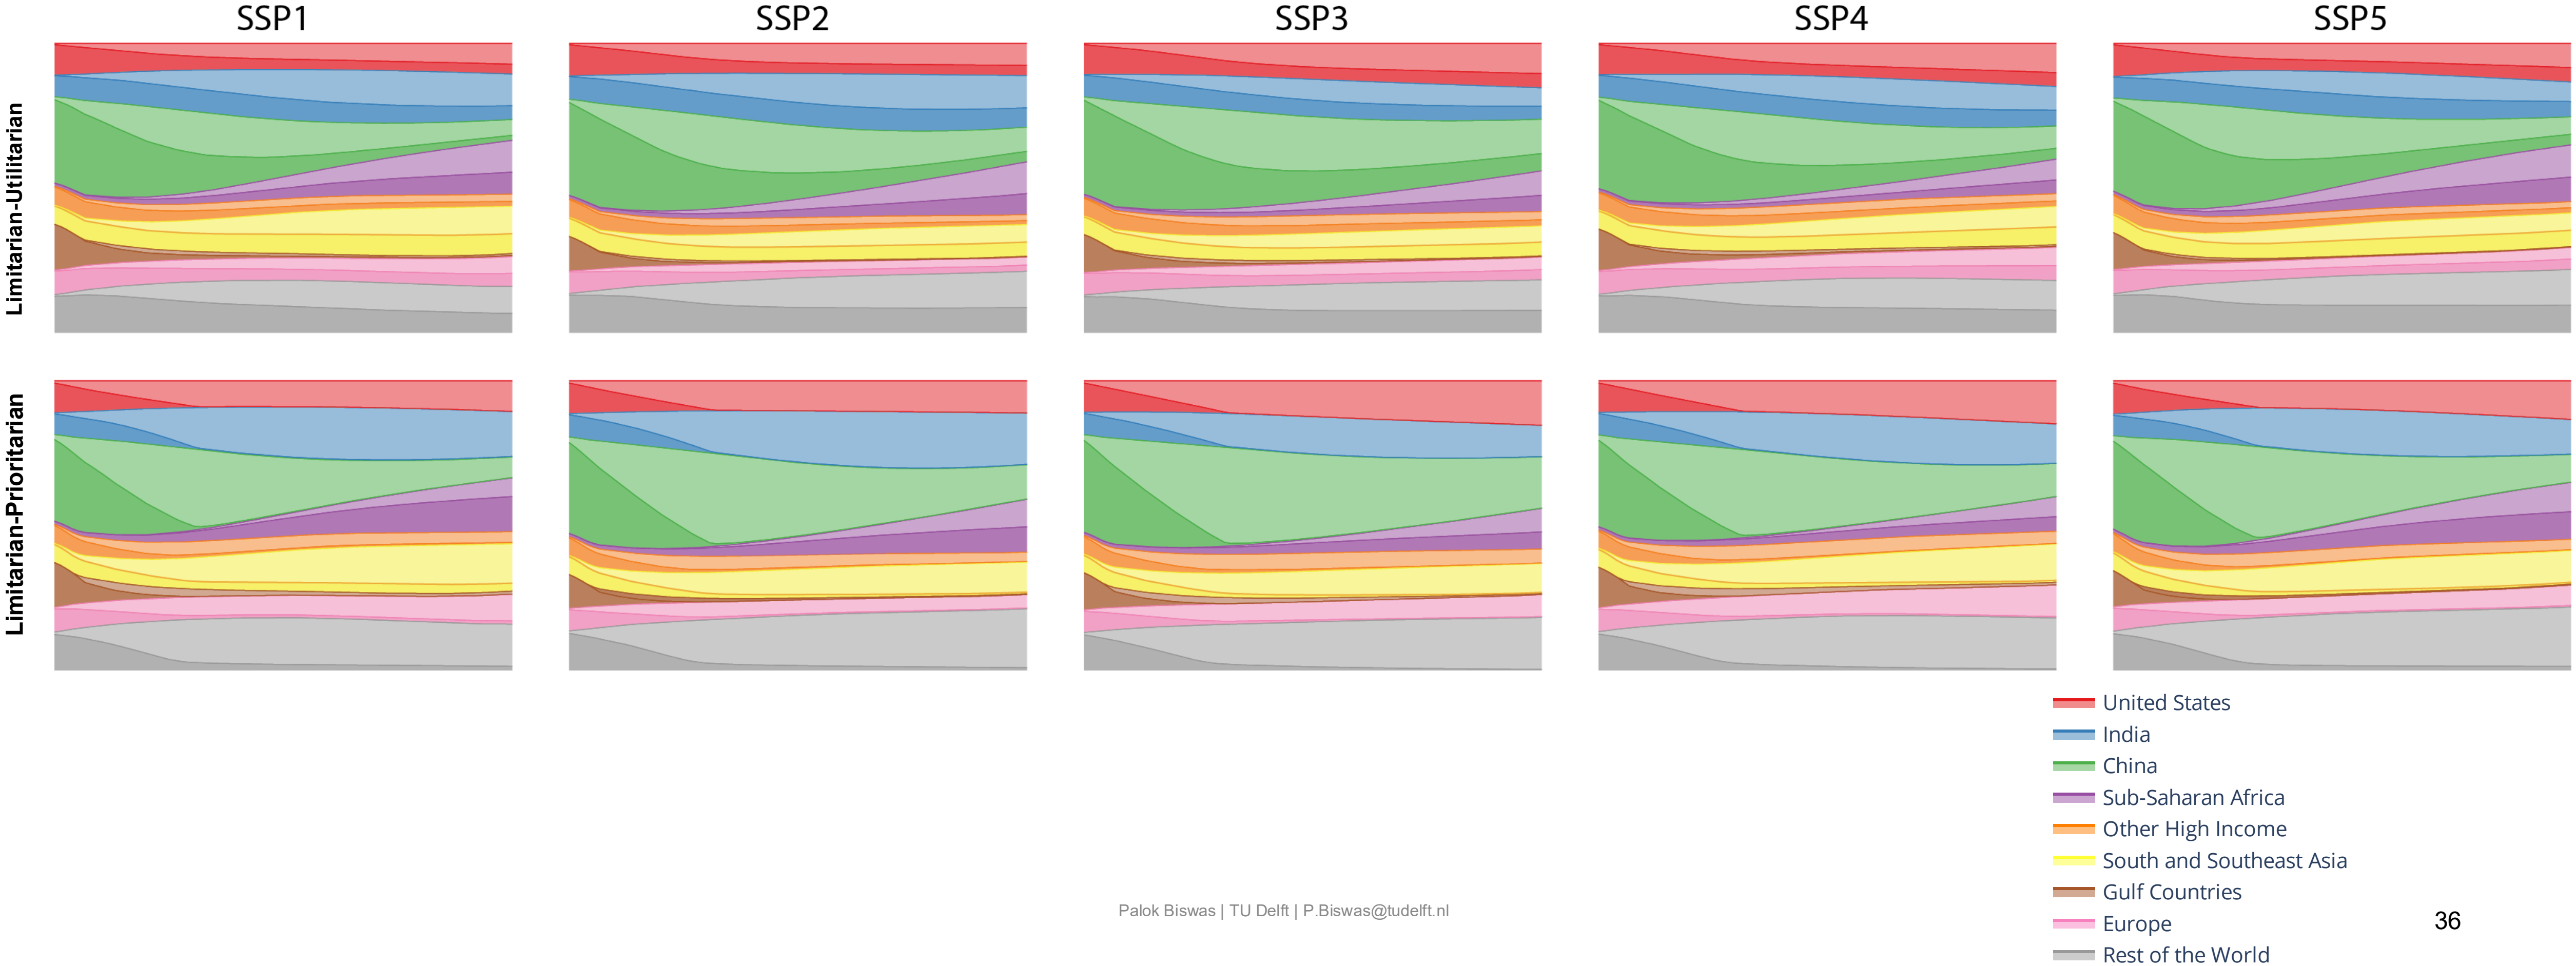 SSP1 SSP2 SSP3 SSP4 SSP5
Limitarian-Utilitarian
Limitarian-Prioritarian
United States
India
China
Sub-Saharan Africa
Other High Income
South and Southeast Asia
Gulf Countries
Europe
Rest of the World
Palok Biswas | TU Delft | P.Biswas@tudelft.nl
36